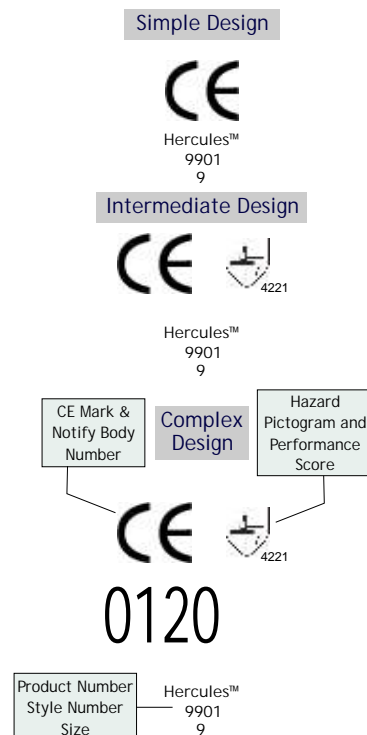 Simple Design
CE
Hercules™
9901
9
Intermediate Design
CE
4221
Hercules™
9901
9
CE Mark &
Notify Body
Number
Complex
Design
Hazard
Pictogram and
Performance
Score
CE
4221
0120
Product Number
Style Number
Size
Hercules™
9901
9